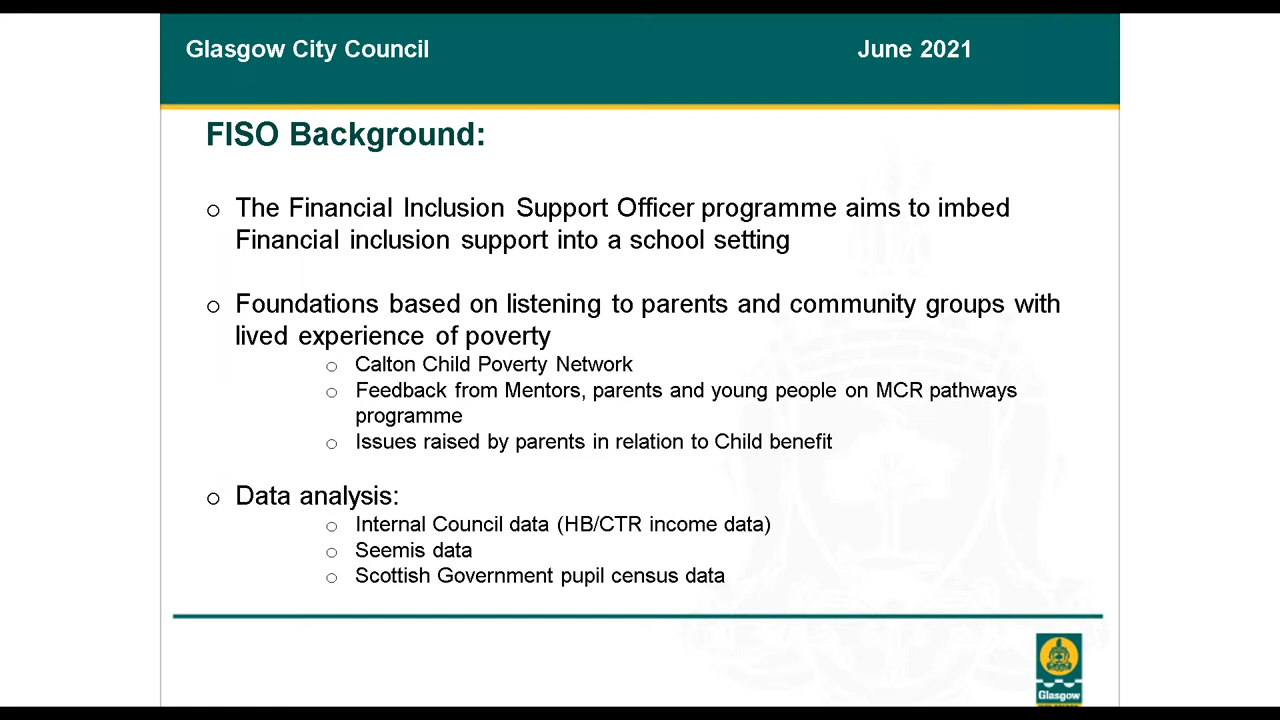 Glasgow City Council June 2021
FISO Background:
o The Financial Inclusion Support Officer programme aims to imbed
Financial inclusion support into a school setting
o Foundations based on listening to parents and community groups with
lived experience of poverty
o Calton Child Poverty Network
o Feedback from Mentors, parents and young people on MCR pathways
programme
o Issues raised by parents in relation to Child benefit
o Data analysis:
o Internal Council data (HB/CTR income data)
o Seemis data
o Scottish Government pupil census data
Glasgow